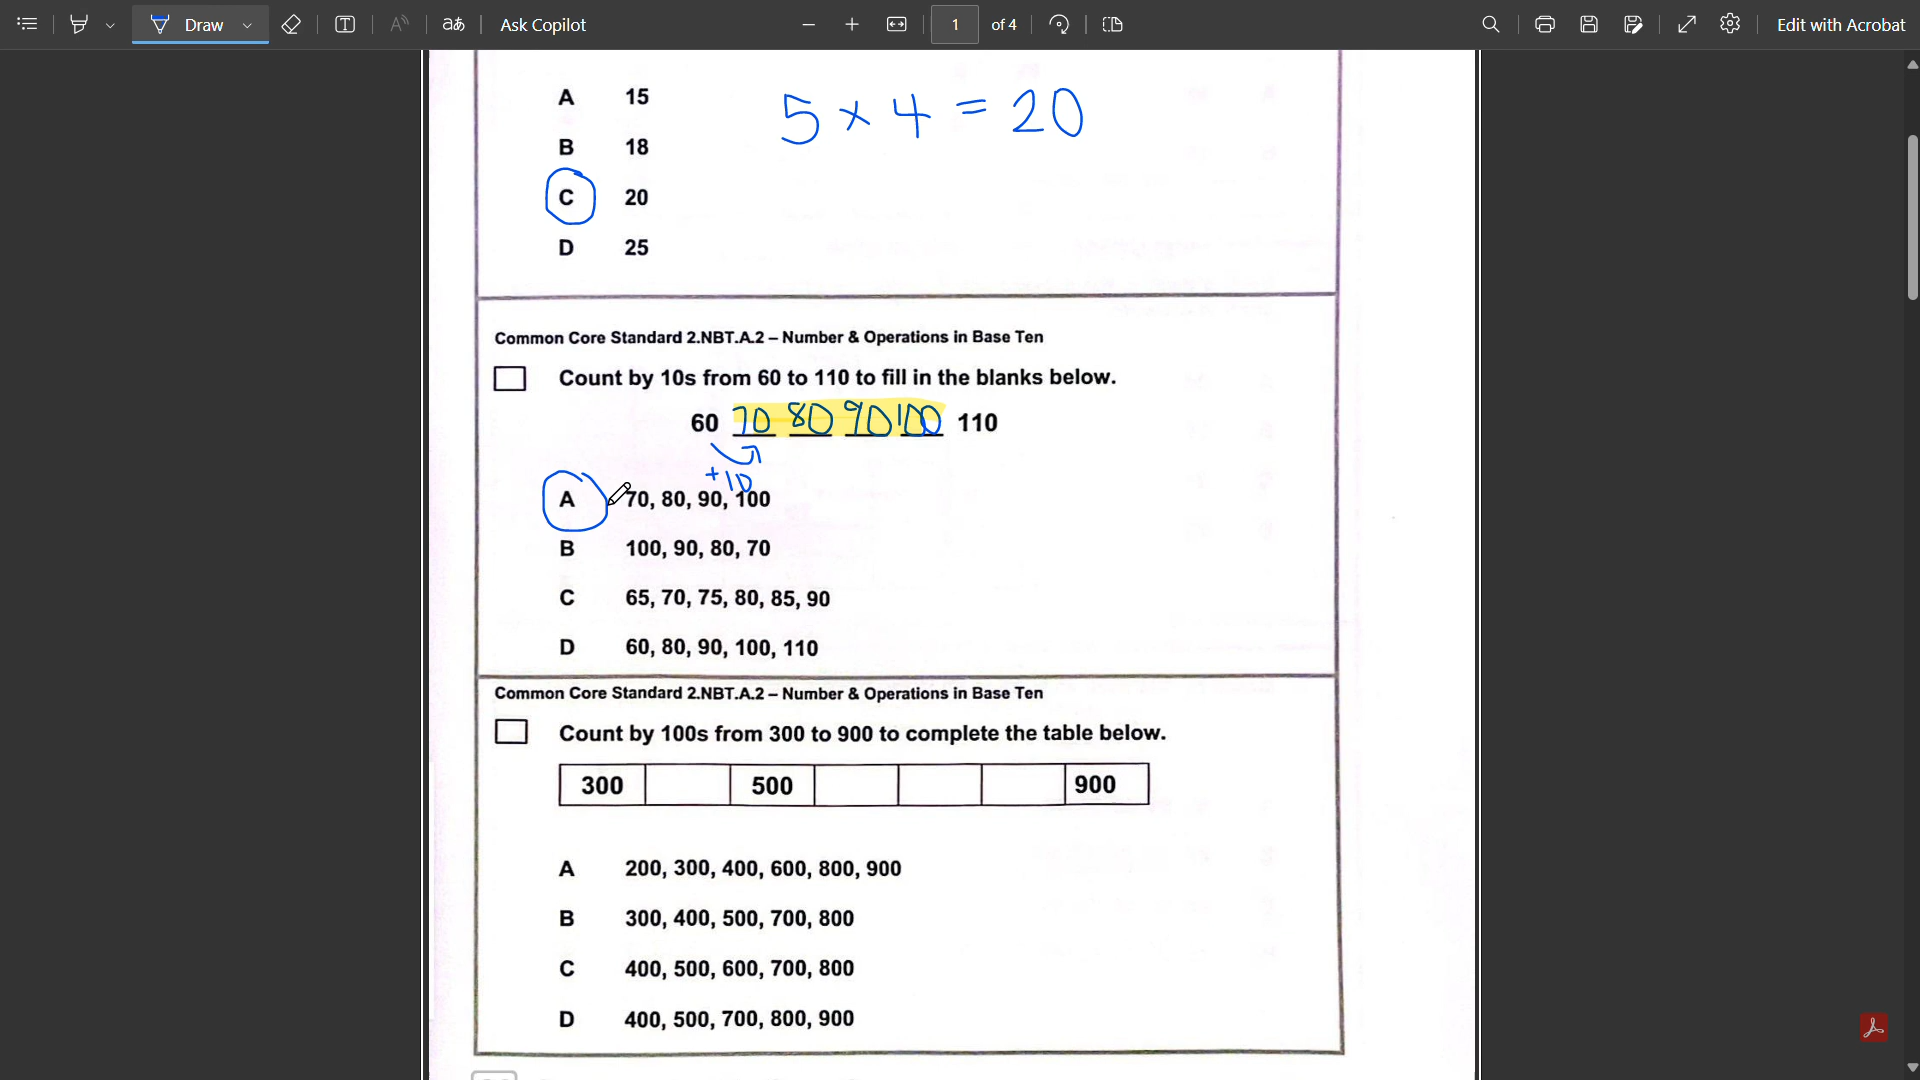 Draw
Ask Copilot
1 of 4
Edit with Acrobat
A 15
5 × 4 = 20
B 18
C 20
D 25
Common Core Standard 2.NBT.A.2 – Number & Operations in Base Ten
Count by 10s from 60 to 110 to fill in the blanks below.
60 70 80 90 100 110
+10
A 70, 80, 90, 100
B 100, 90, 80, 70
C 65, 70, 75, 80, 85, 90
D 60, 80, 90, 100, 110
Common Core Standard 2.NBT.A.2 – Number & Operations in Base Ten
Count by 100s from 300 to 900 to complete the table below.
300 500 900
A 200, 300, 400, 600, 800, 900
B 300, 400, 500, 700, 800
C 400, 500, 600, 700, 800
D 400, 500, 700, 800, 900